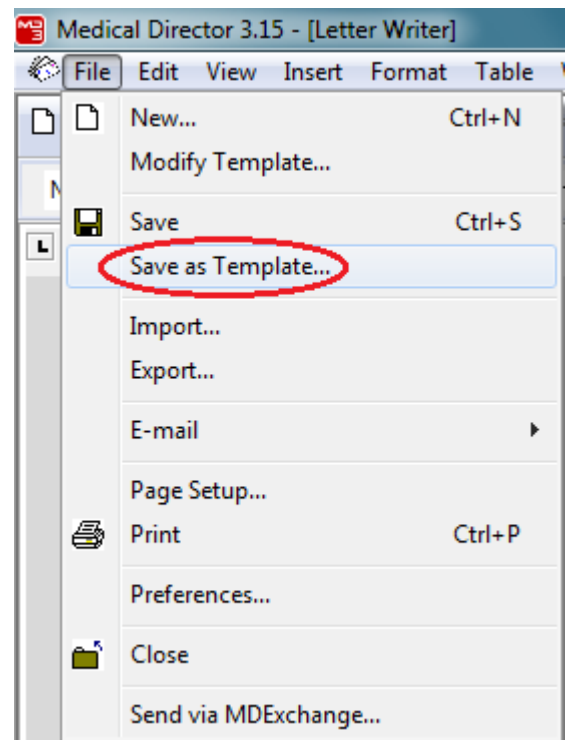 Medical Director 3.15 - [Letter Writer]
File Edit View Insert Format Table
New... Ctrl+N
Modify Template...
Save Ctrl+S
Save as Template...
Import...
Export...
E-mail
Page Setup...
Print Ctrl+P
Preferences...
Close
Send via MDExchange...